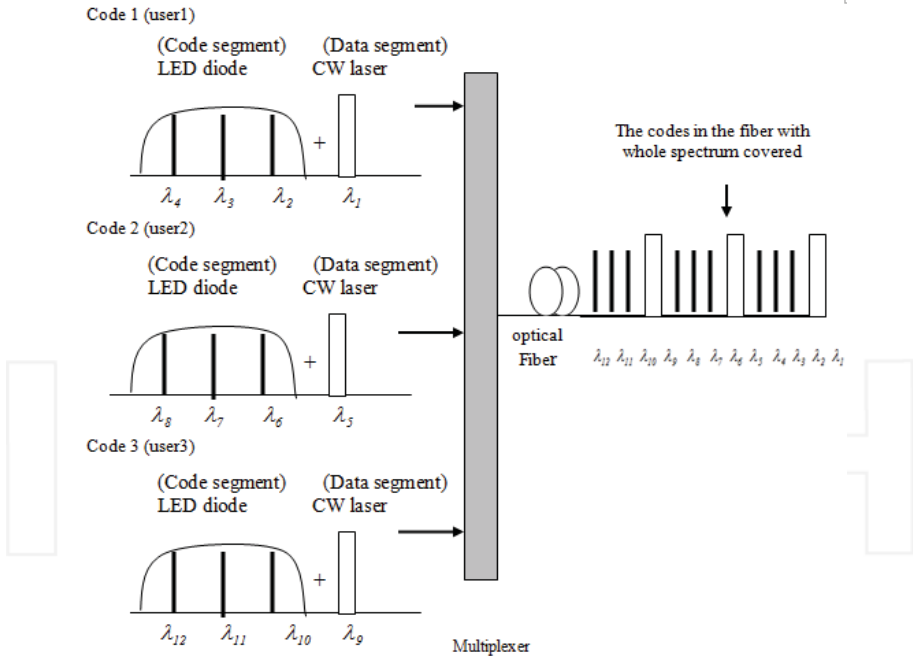 Code 1 (user1)
(Code segment) (Data segment)
LED diode CW laser
+
λ4 λ3 λ2 λ1
Code 2 (user2)
(Code segment) (Data segment)
LED diode CW laser
+
λ8 λ7 λ6 λ5
Code 3 (user3)
(Code segment) (Data segment)
LED diode CW laser
+
λ12 λ11 λ10 λ9
Multiplexer
The codes in the fiber with
whole spectrum covered
optical
Fiber
λ12 λ11 λ10 λ9 λ8 λ7 λ6 λ5 λ4 λ3 λ2 λ1